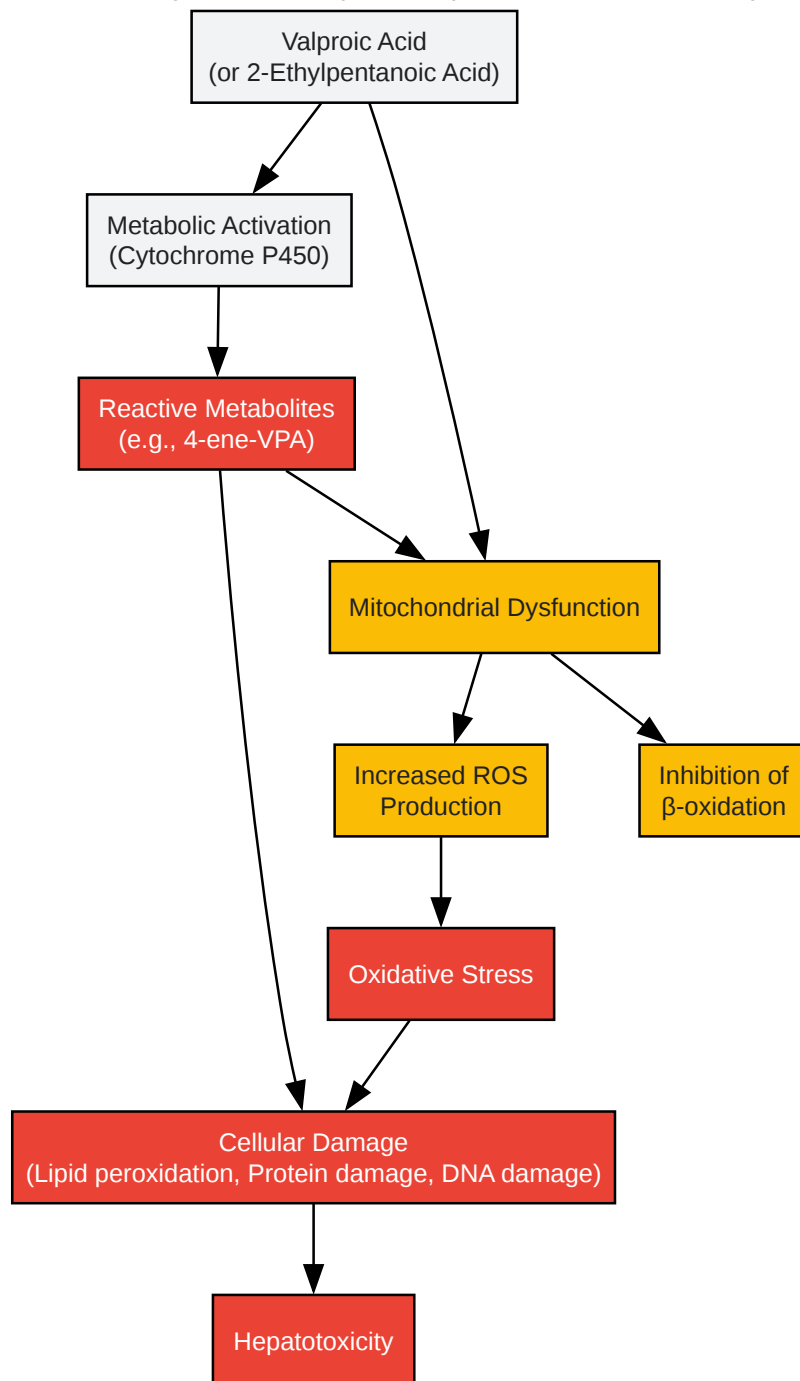 Valproic Acid
(or 2-Ethylpentanoic Acid)
Metabolic Activation
(Cytochrome P450)
Reactive Metabolites
(e.g., 4-ene-VPA)
Mitochondrial Dysfunction
Increased ROS
Production
Inhibition of
β-oxidation
Oxidative Stress
Cellular Damage
(Lipid peroxidation, Protein damage, DNA damage)
Hepatotoxicity